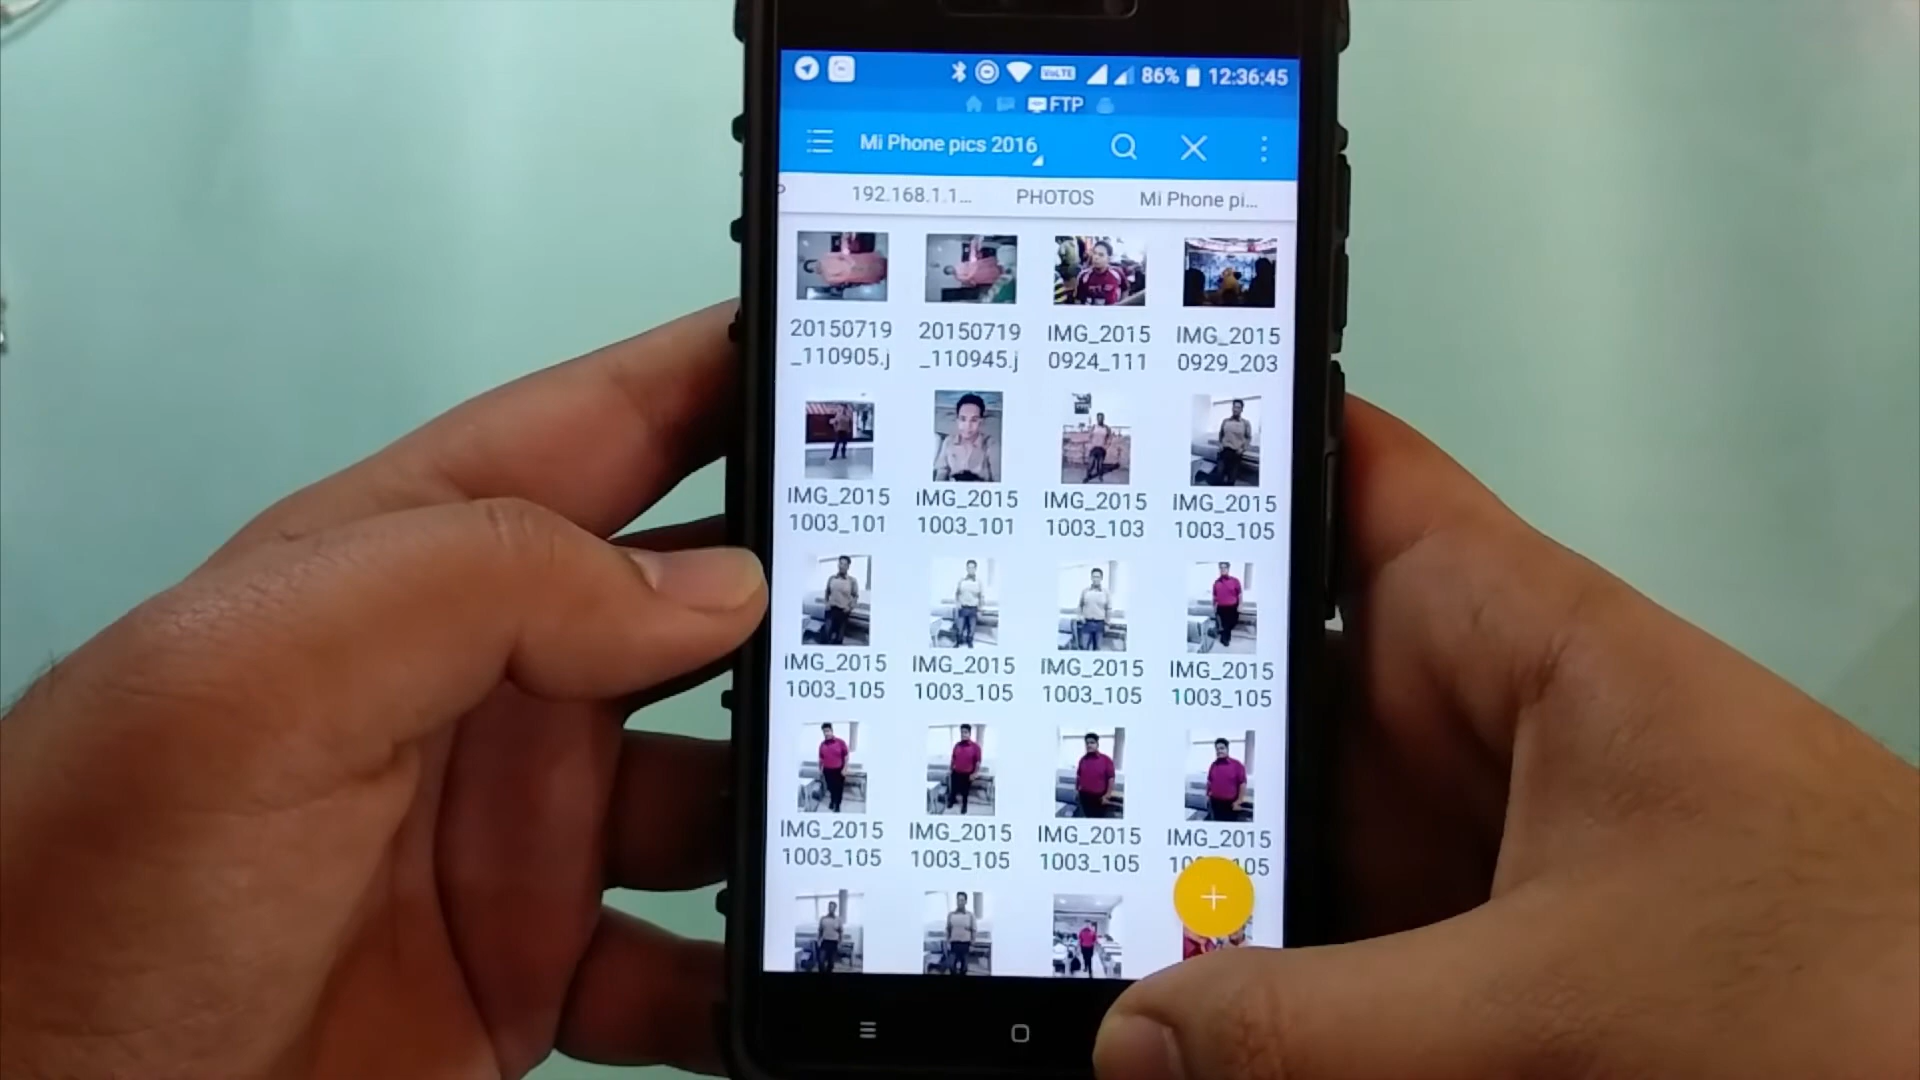 VoLTE 86% 12:36:45
FTP
Mi Phone pics 2016
P 192.168.1.1... PHOTOS Mi Phone pi...
20150719 20150719 IMG_2015 IMG_2015
_110905.j _110945.j 0924_111 0929_203
IMG_2015 IMG_2015 IMG_2015 IMG_2015
1003_101 1003_101 1003_103 1003_105
IMG_2015 IMG_2015 IMG_2015 IMG_2015
1003_105 1003_105 1003_105 1003_105
IMG_2015 IMG_2015 IMG_2015 IMG_2015
1003_105 1003_105 1003_105